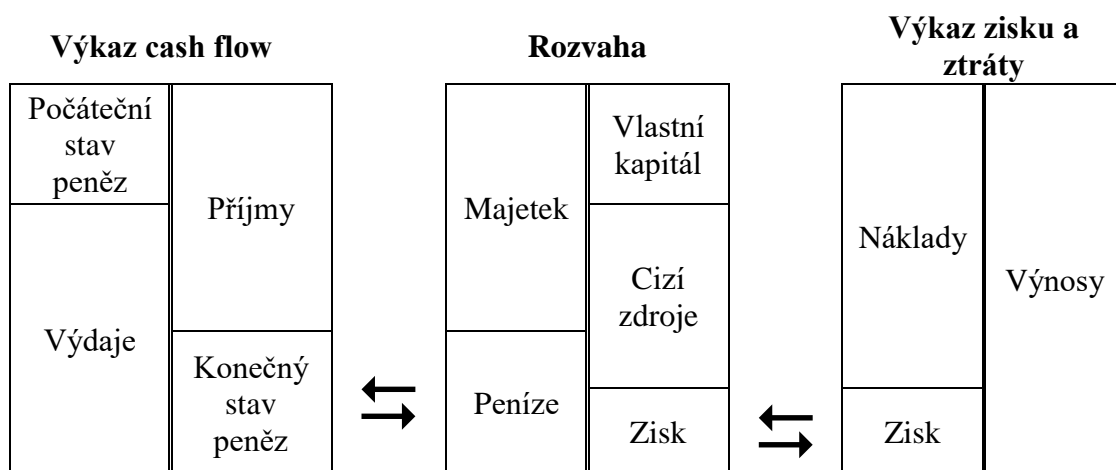 Výkaz cash flow
Rozvaha
Výkaz zisku a
ztráty
Počáteční
stav
peněz
Výdaje
Příjmy
Konečný
stav
peněz
Majetek
Peníze
Vlastní
kapitál
Cizí
zdroje
Zisk
Náklady
Zisk
Výnosy